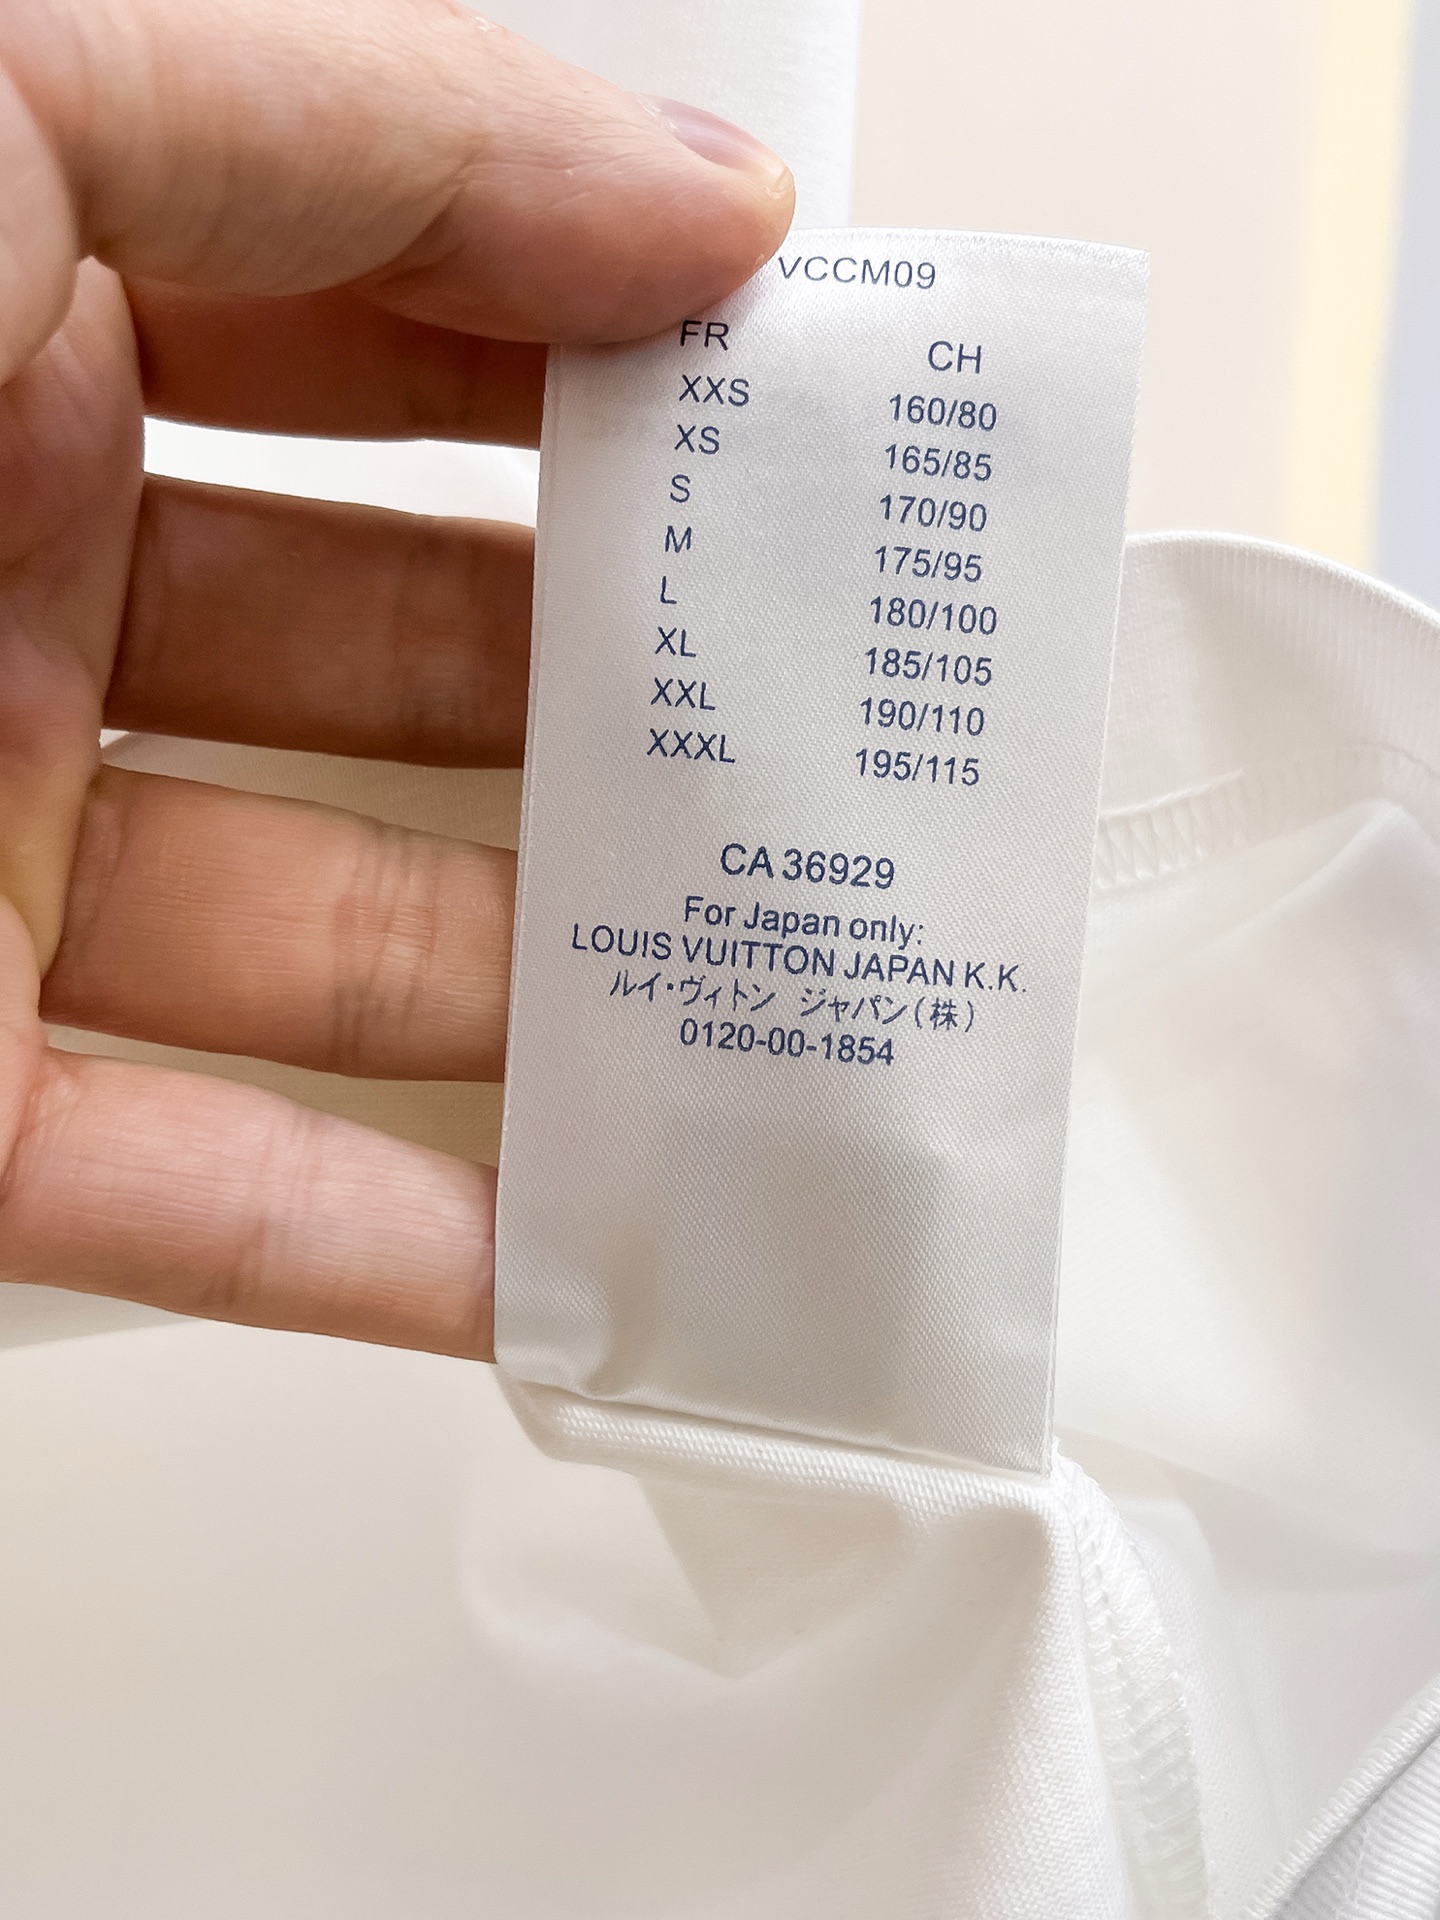 VCCM09
FR CH
XXS 160/80
XS 165/85
S 170/90
M 175/95
L 180/100
XL 185/105
XXL 190/110
XXXL 195/115
CA 36929
For Japan only:
LOUIS VUITTON JAPAN K.K.
ルイ・ヴィトン ジャパン(株)
0120-00-1854